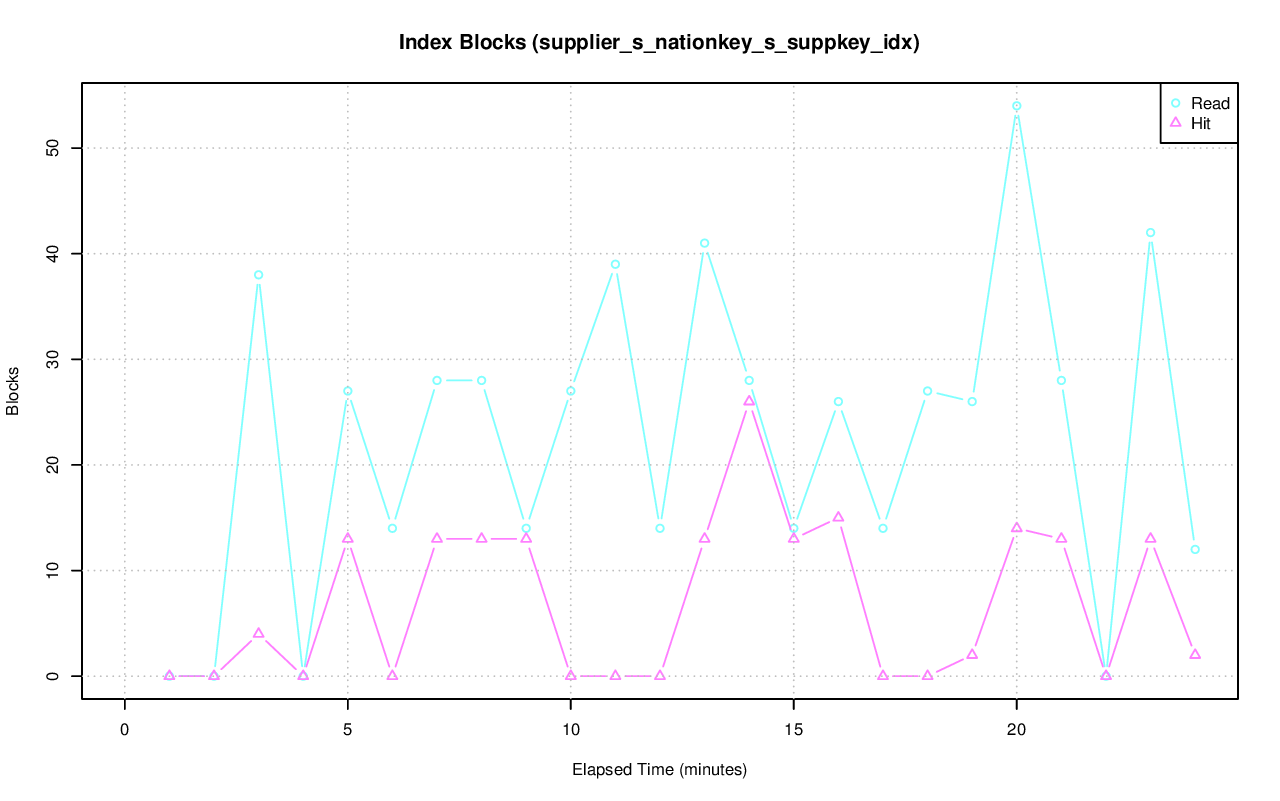 Index Blocks (supplier_s_nationkey_s_suppkey_idx)
Read
Hit
Blocks
50
40
30
20
10
0
0 5 10 15 20
Elapsed Time (minutes)